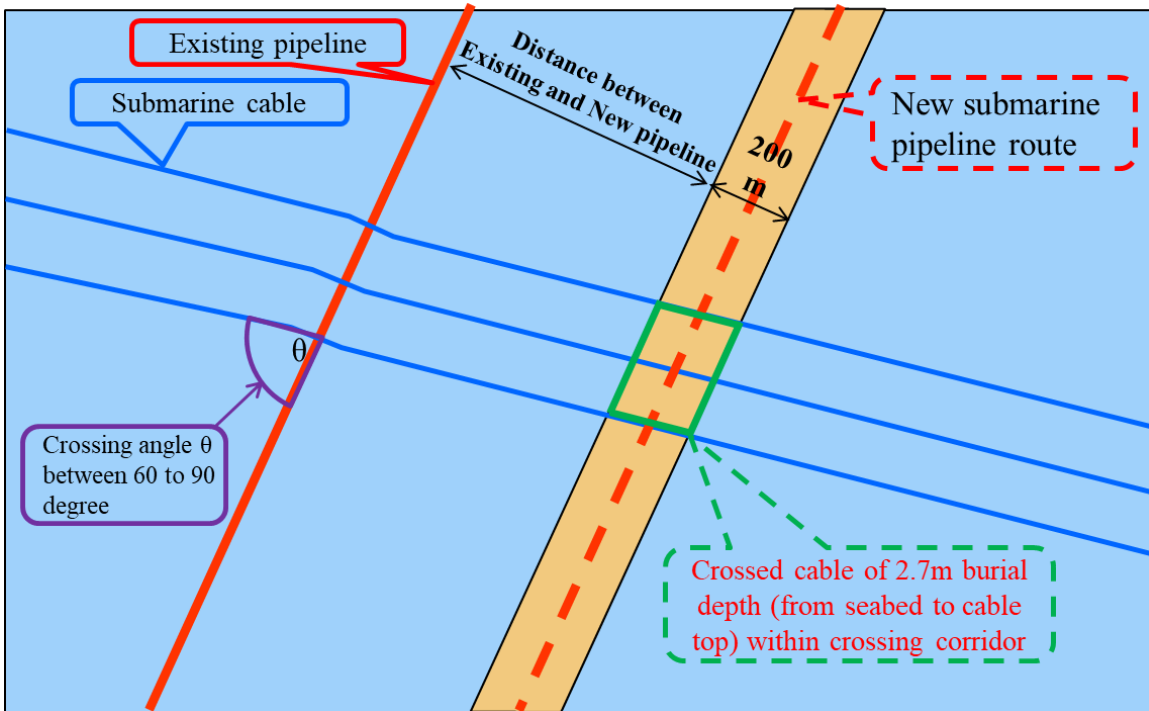 Existing pipeline
Submarine cable
Distance between
Existing and New pipeline
200
m
New submarine
pipeline route
θ
Crossing angle θ
between 60 to 90
degree
Crossed cable of 2.7m burial
depth (from seabed to cable
top) within crossing corridor